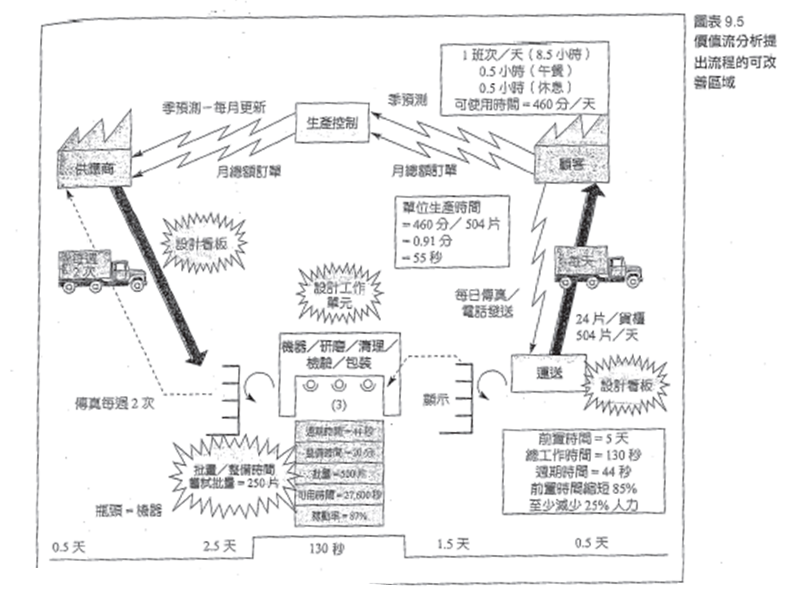 圖表 9.5
價值流分析提
出流程的可改
善區域
1 班次／天（8.5 小時）
0.5 小時（午餐）
0.5 小時（休息）
可使用時間＝460 分／天
季預測－每月更新
生產控制
季預測
供應商
月總額訂單
月總額訂單
顧客
單位生產時間
＝460 分／504 片
＝0.91 分
＝55 秒
設計看板
每週
2 次
每天
設計工作
單元
每日傳真／
電話發送
24 片／貨櫃
504 片／天
機器／研磨／清理／
檢驗／包裝
(3)
運送
設計看板
傳真每週 2 次
顯示
週期時間＝44 秒
整備時間＝30 分
批量＝500 片
可用時間＝27,600 秒
稼動率＝87%
批量／整備時間
嘗試批量＝250 片
前置時間＝5 天
總工作時間＝130 秒
週期時間＝44 秒
前置時間縮短 85%
至少減少 25% 人力
瓶頸＝機器
0.5 天
2.5 天
130 秒
1.5 天
0.5 天